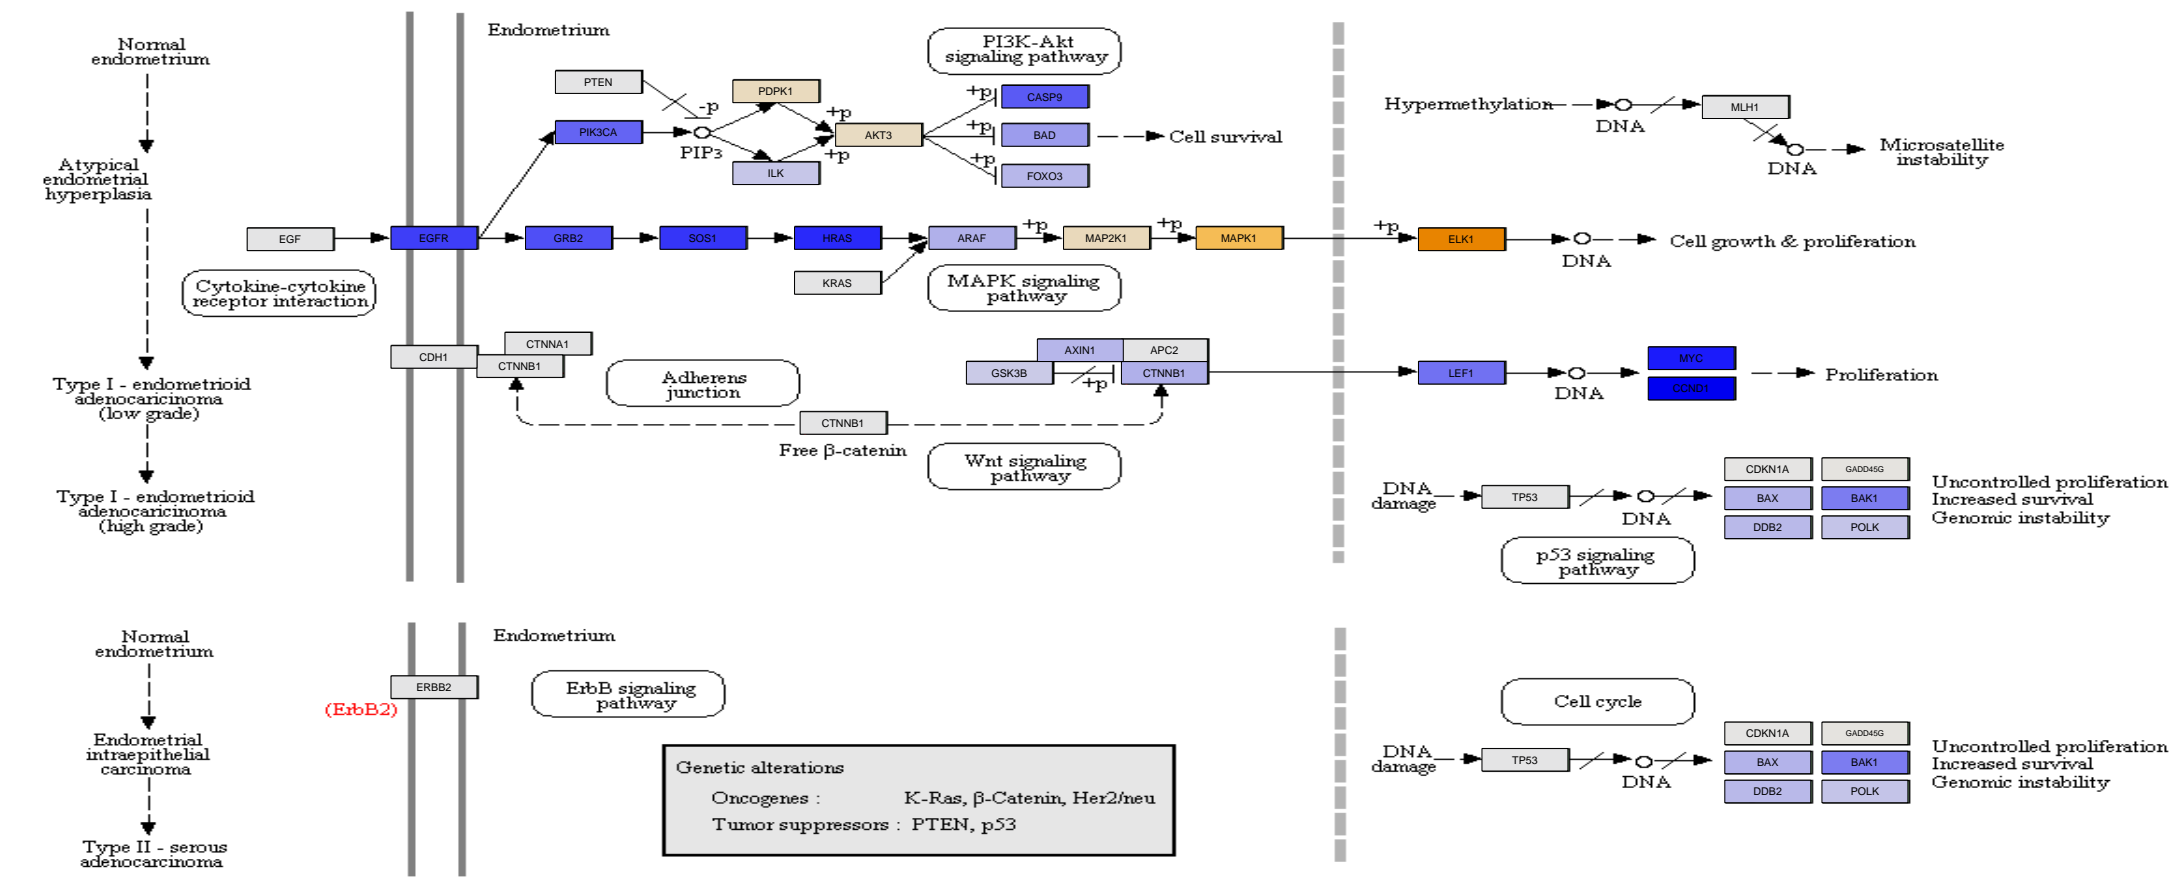 Normal
endometrium
Atypical
endometrial
hyperplasia
Type I - endometrioid
adenocaricinoma
(low grade)
Type I - endometrioid
adenocaricinoma
(high grade)
Endometrium
PI3K-Akt
signaling pathway
PTEN
-p
PDPK1
+p
PIK3CA
PIP3
ILK
+p
AKT3
+p
CASP9
+p
BAD
+p
FOXO3
Cell survival
Hypermethylation
DNA
MLH1
DNA
Microsatellite
instability
EGF
EGFR
GRB2
SOS1
HRAS
ARAF
+p
MAP2K1
+p
MAPK1
+p
ELK1
DNA
Cell growth & proliferation
KRAS
Cytokine-cytokine
receptor interaction
MAPK signaling
pathway
CDH1
CTNNA1
CTNNB1
Adherens
junction
AXIN1
APC2
GSK3B
+p
CTNNB1
LEF1
DNA
MYC
CCND1
Proliferation
CTNNB1
Free β-catenin
Wnt signaling
pathway
DNA
damage
TP53
DNA
CDKN1A
GADD45G
BAX
BAK1
DDB2
POLK
Uncontrolled proliferation
Increased survival
Genomic instability
p53 signaling
pathway
Normal
endometrium
Endometrial
intraepithelial
carcinoma
Type II - serous
adenocarcinoma
Endometrium
ERBB2
(ErbB2)
ErbB signaling
pathway
Cell cycle
DNA
damage
TP53
DNA
CDKN1A
GADD45G
BAX
BAK1
DDB2
POLK
Uncontrolled proliferation
Increased survival
Genomic instability
Genetic alterations
Oncogenes : K-Ras, β-Catenin, Her2/neu
Tumor suppressors : PTEN, p53